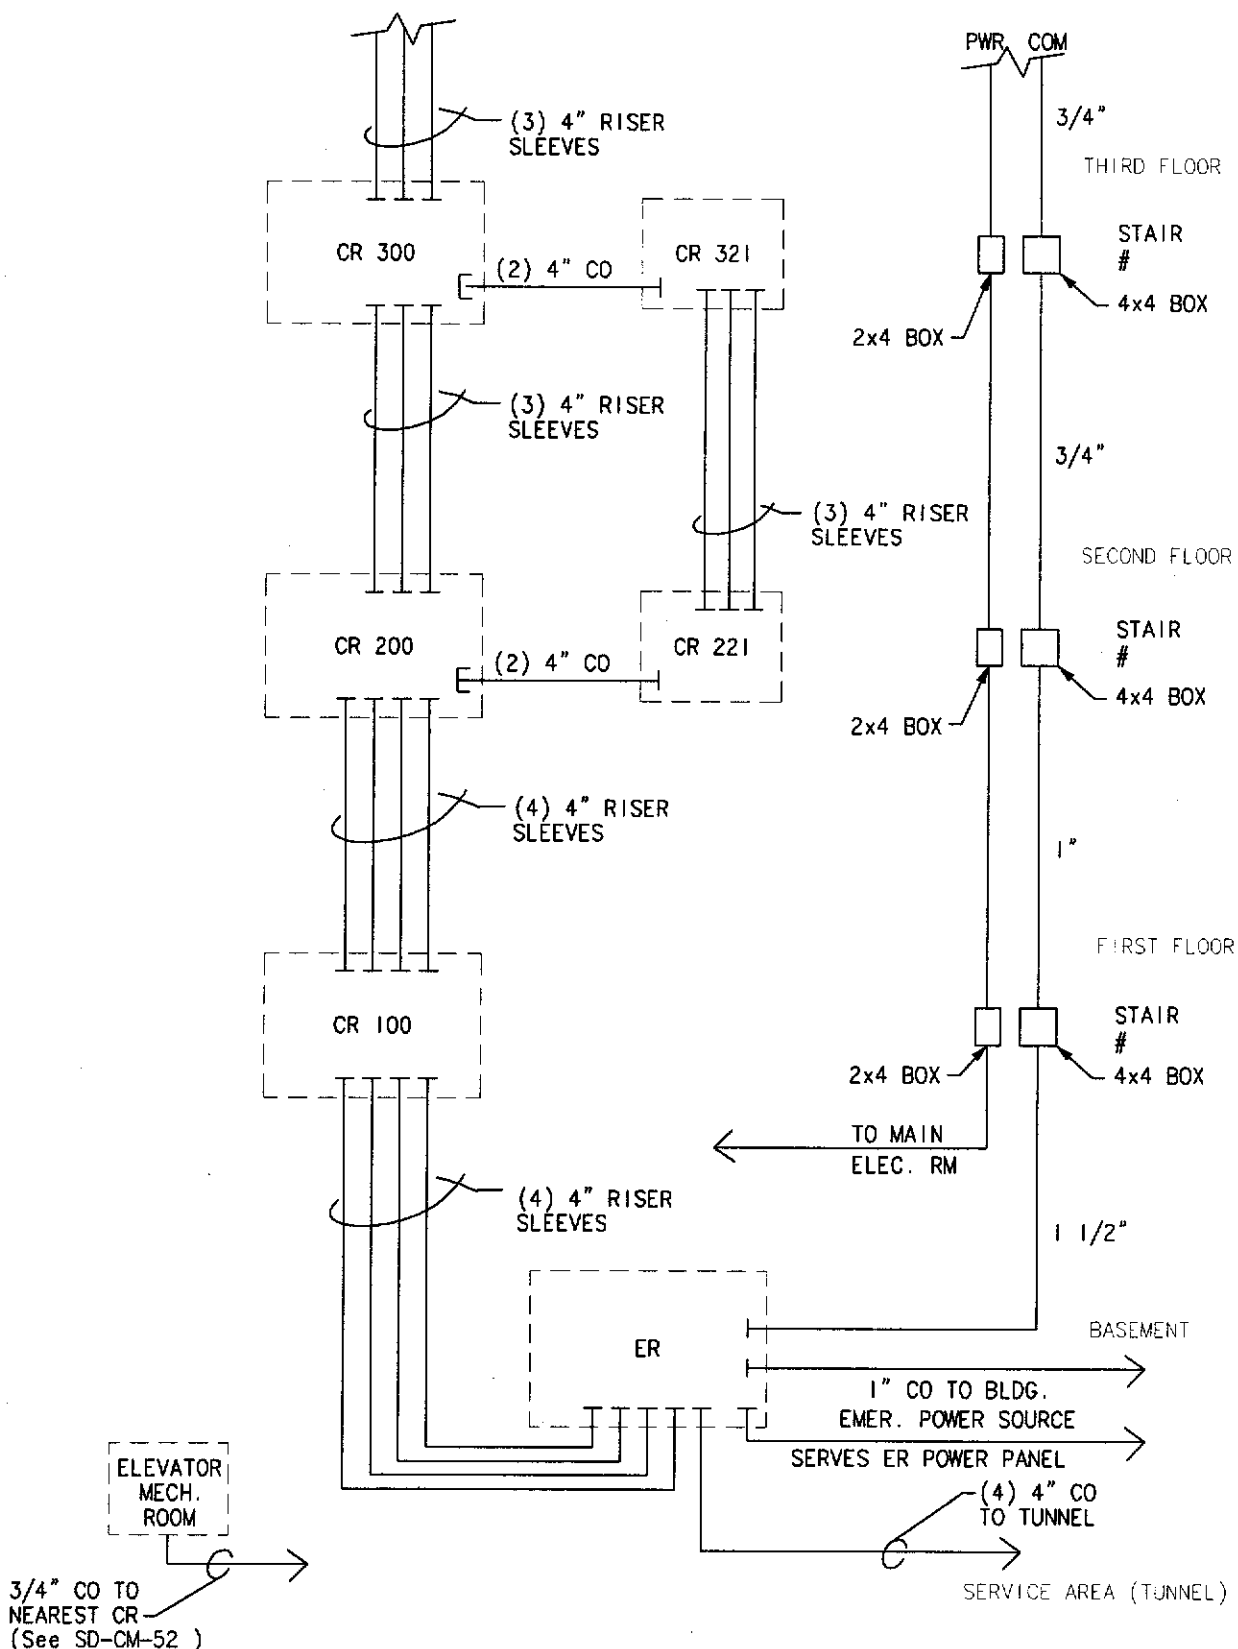 PWR COM
(3) 4" RISER
SLEEVES
3/4"
THIRD FLOOR
CR 300
CR 321
(2) 4" CO
STAIR
#
4x4 BOX
2x4 BOX
(3) 4" RISER
SLEEVES
3/4"
(3) 4" RISER
SLEEVES
SECOND FLOOR
CR 200
CR 221
(2) 4" CO
STAIR
#
4x4 BOX
2x4 BOX
(4) 4" RISER
SLEEVES
1"
FIRST FLOOR
CR 100
STAIR
#
4x4 BOX
2x4 BOX
TO MAIN
ELEC. RM
(4) 4" RISER
SLEEVES
1 1/2"
ER
BASEMENT
1" CO TO BLDG.
EMER. POWER SOURCE
SERVES ER POWER PANEL
ELEVATOR
MECH.
ROOM
(4) 4" CO
TO TUNNEL
3/4" CO TO
NEAREST CR
(See SD-CM-52 )
SERVICE AREA (TUNNEL)